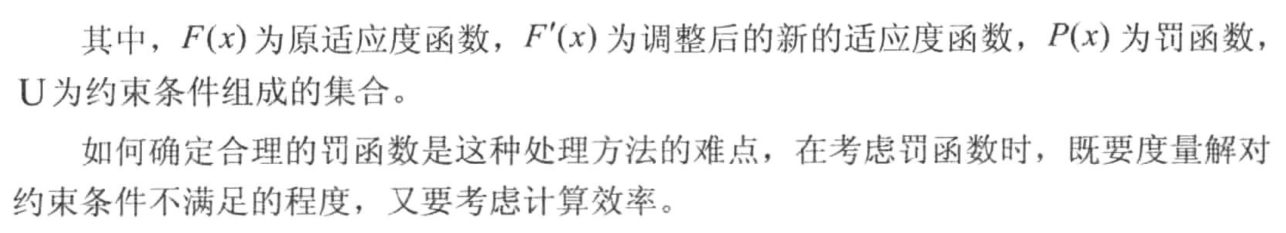 其中，F(x)为原适应度函数，F′(x)为调整后的新的适应度函数，P(x)为罚函数，
U为约束条件组成的集合。
如何确定合理的罚函数是这种处理方法的难点，在考虑罚函数时，既要度量解对
约束条件不满足的程度，又要考虑计算效率。